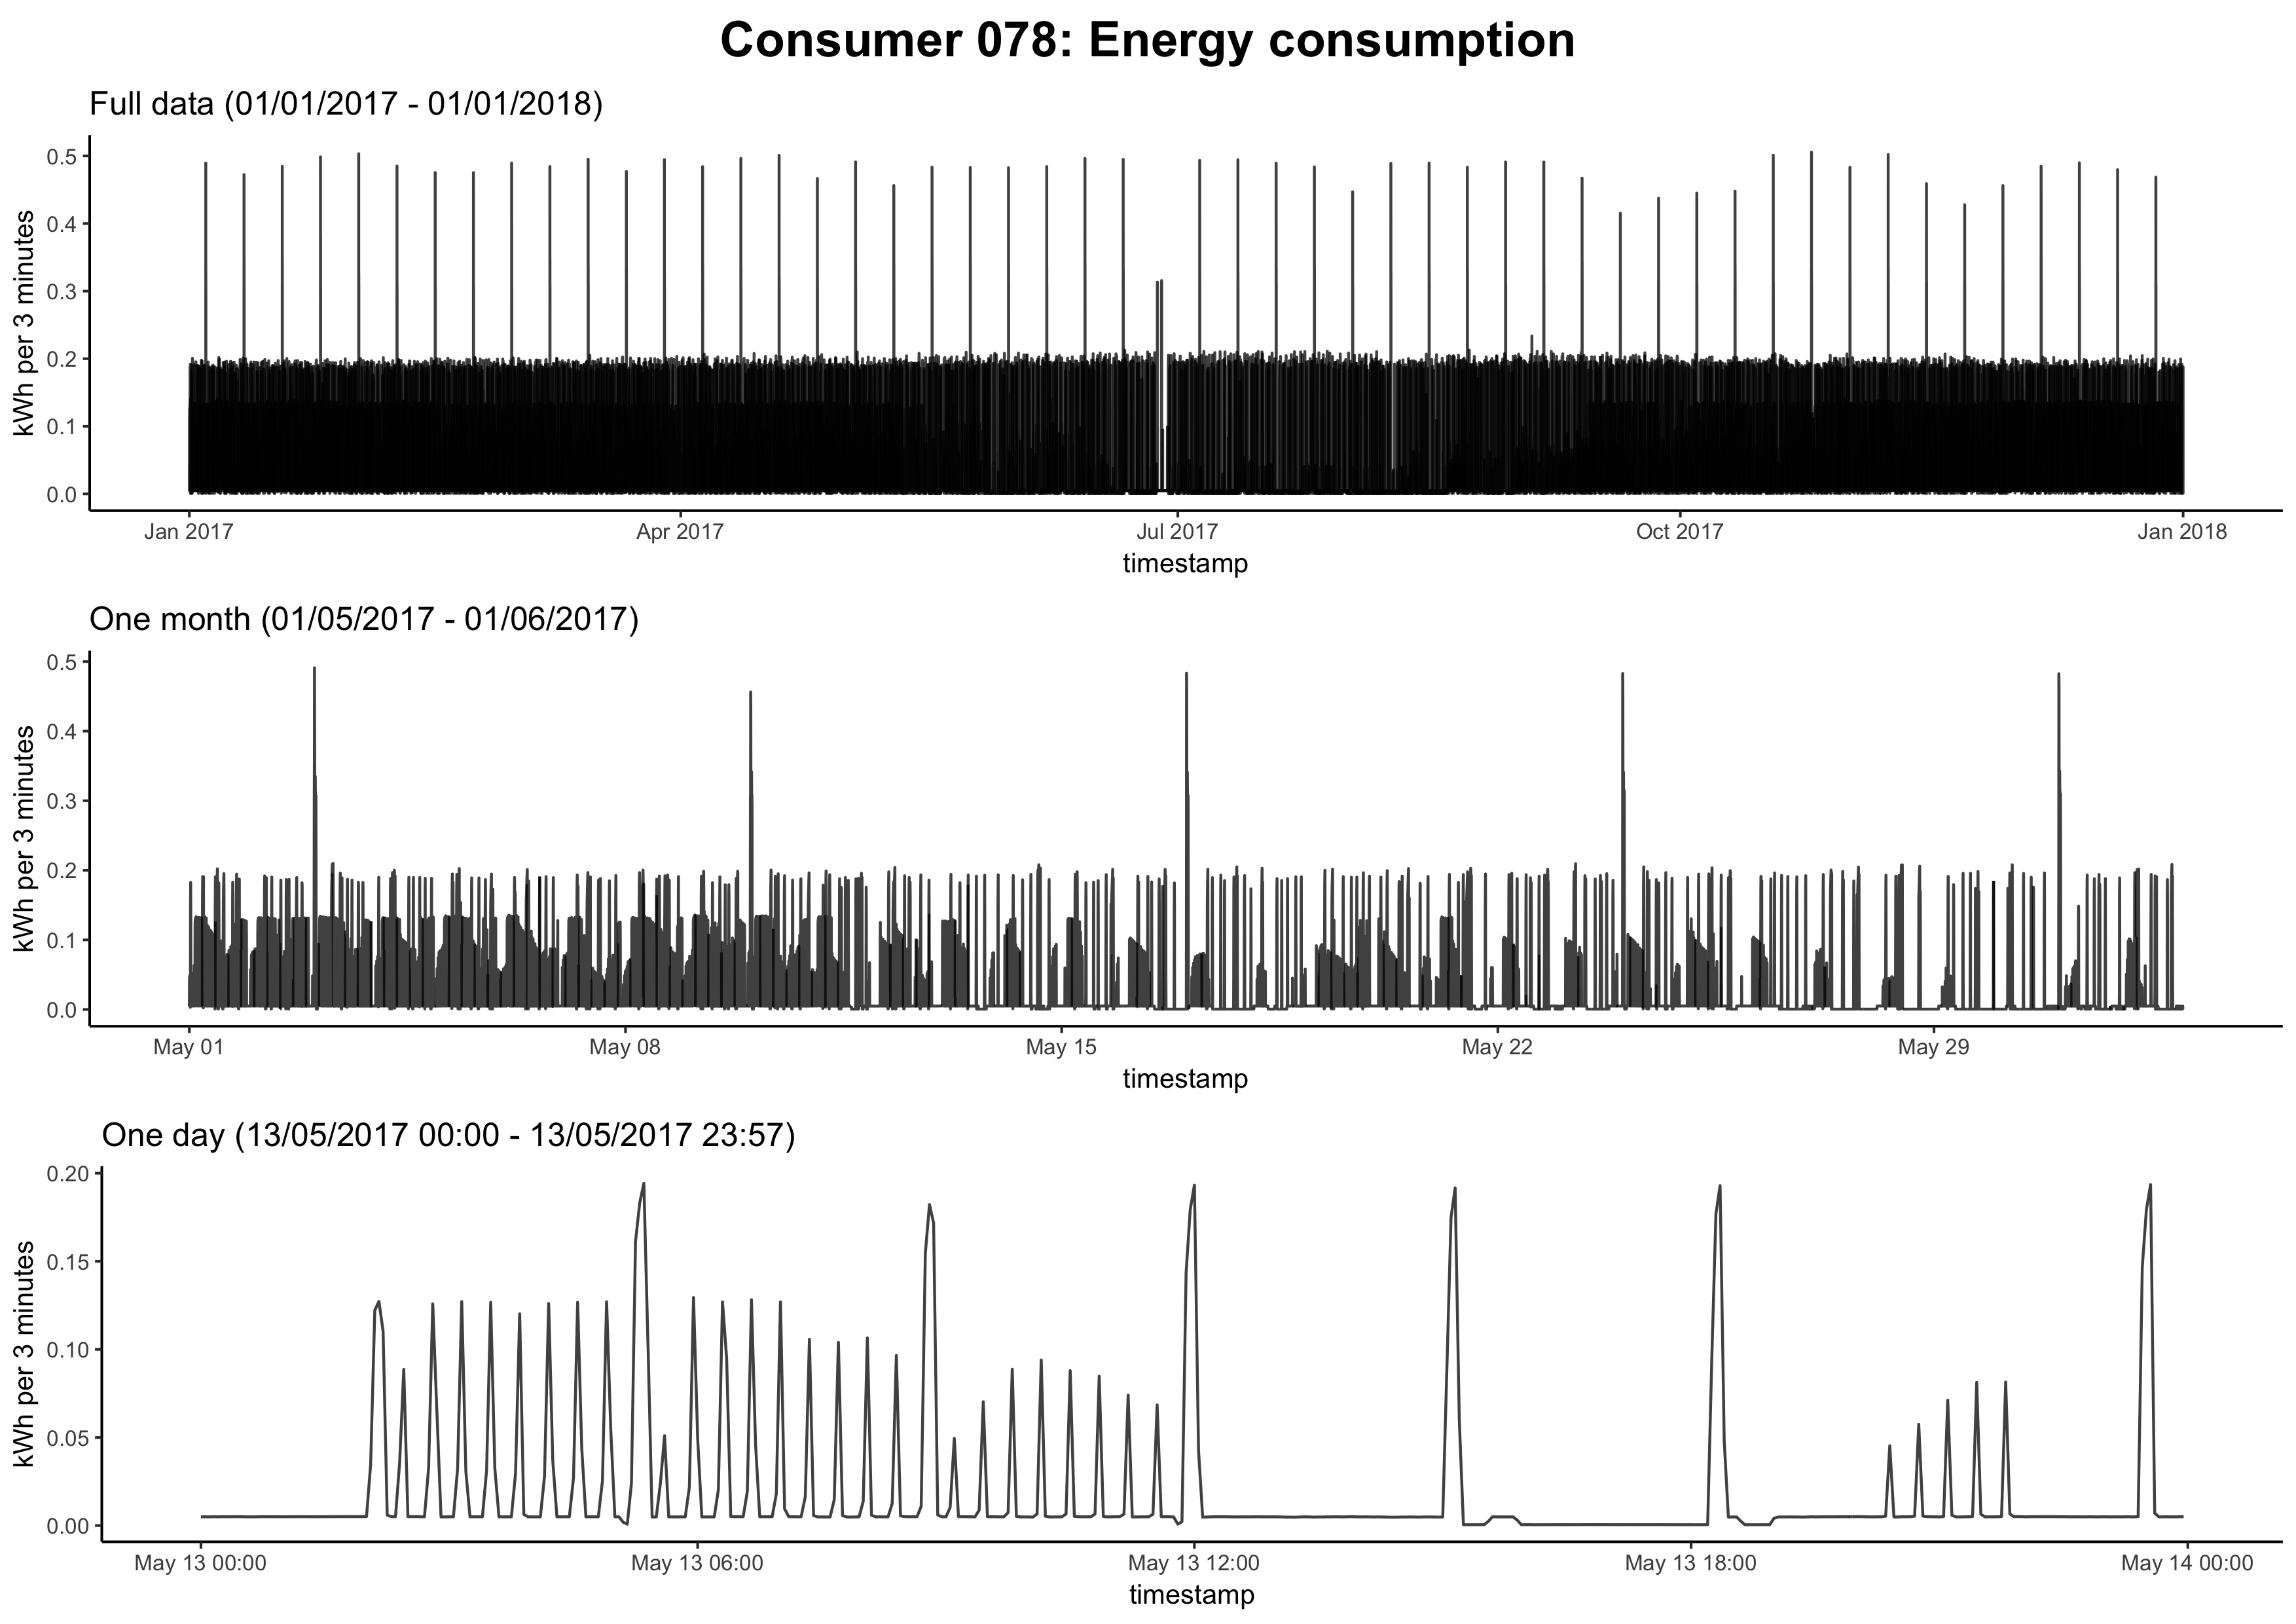 Consumer 078: Energy consumption
Full data (01/01/2017 - 01/01/2018)
kWh per 3 minutes
0.5
0.4
0.3
0.2
0.1
0.0
Jan 2017 Apr 2017 Jul 2017 Oct 2017 Jan 2018
timestamp
One month (01/05/2017 - 01/06/2017)
kWh per 3 minutes
0.5
0.4
0.3
0.2
0.1
0.0
May 01 May 08 May 15 May 22 May 29
timestamp
One day (13/05/2017 00:00 - 13/05/2017 23:57)
kWh per 3 minutes
0.20
0.15
0.10
0.05
0.00
May 13 00:00 May 13 06:00 May 13 12:00 May 13 18:00 May 14 00:00
timestamp